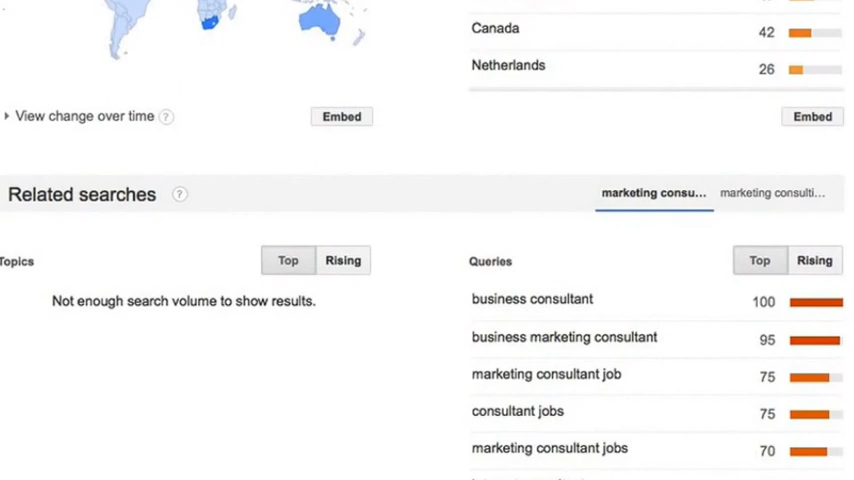 Canada 42
Netherlands 26
View change over time ?
Embed
Embed
Related searches ?
marketing consu... marketing consulti...
Topics
Top Rising
Queries
Top Rising
Not enough search volume to show results.
business consultant 100
business marketing consultant 95
marketing consultant job 75
consultant jobs 75
marketing consultant jobs 70